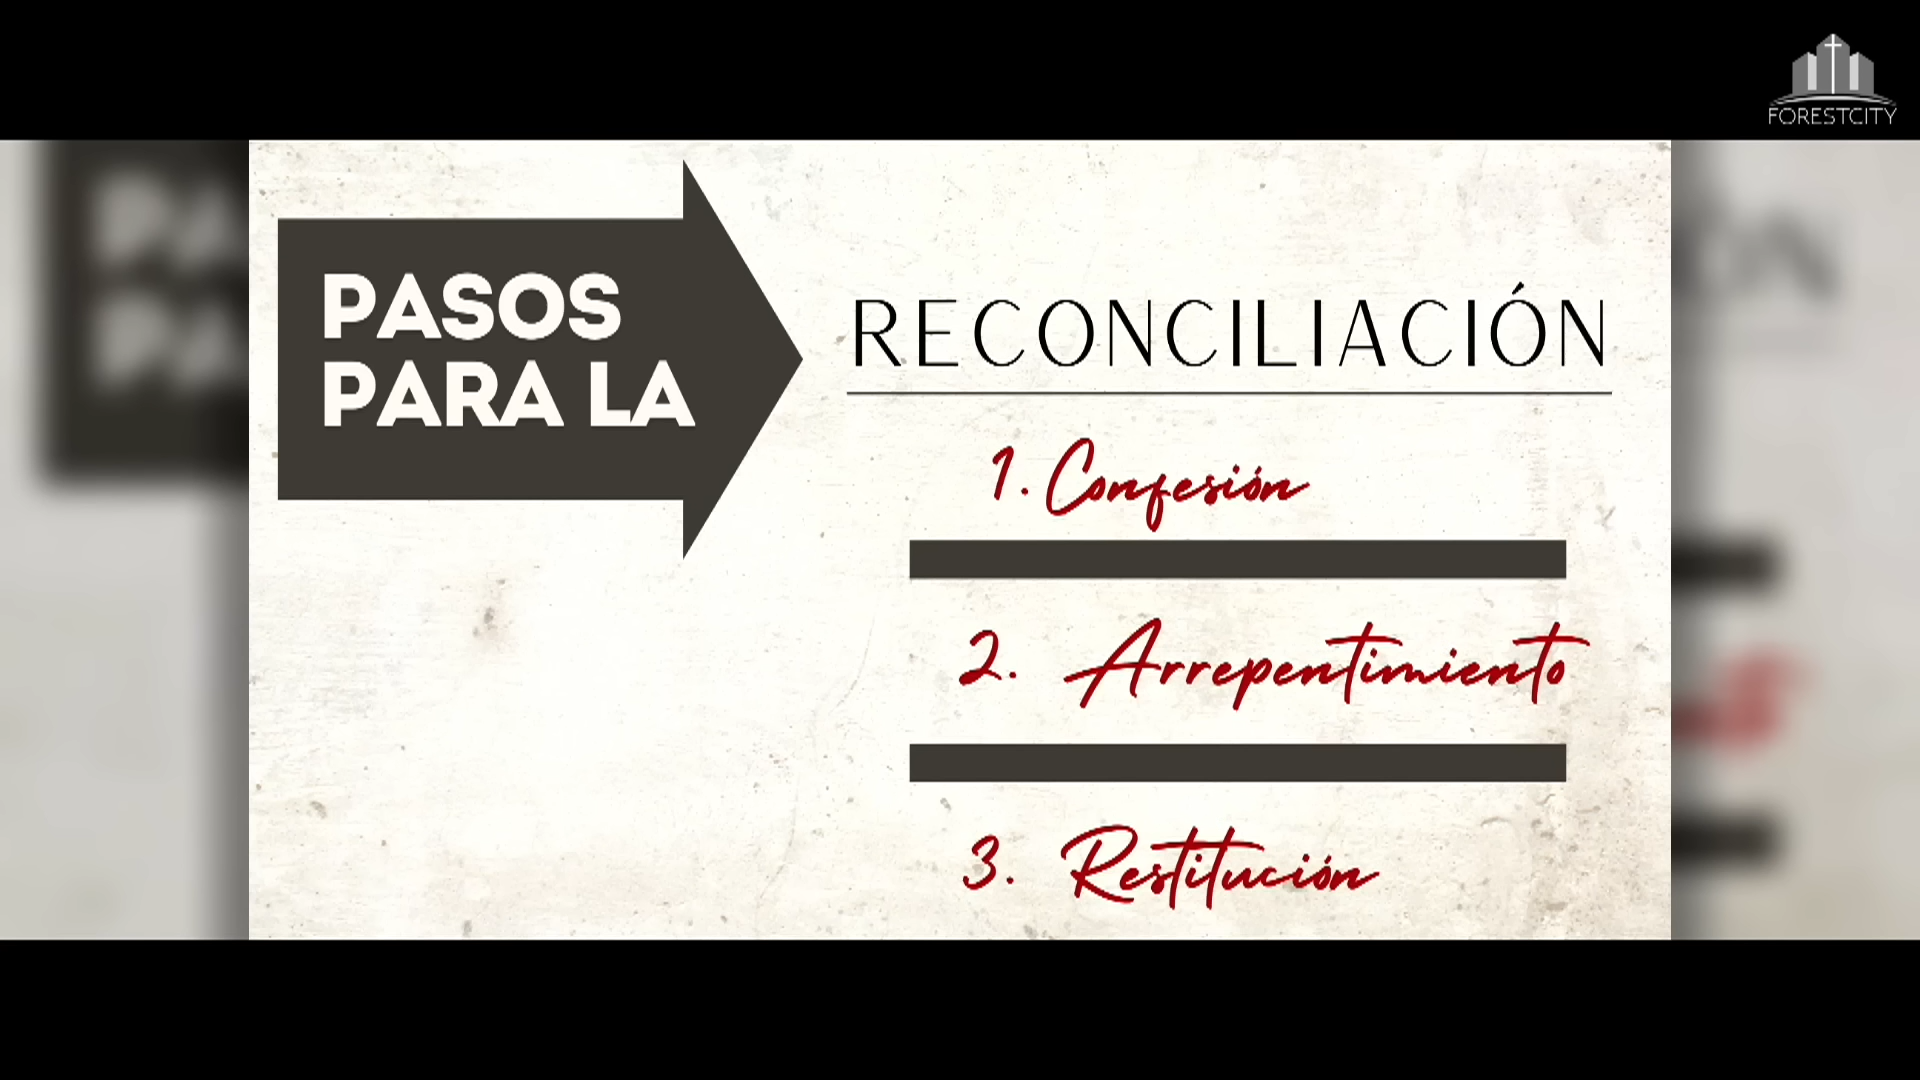 FORESTCITY
PASOS
PARA LA
RECONCILIACIÓN
1. Confesión
2. Arrepentimiento
3. Restitución